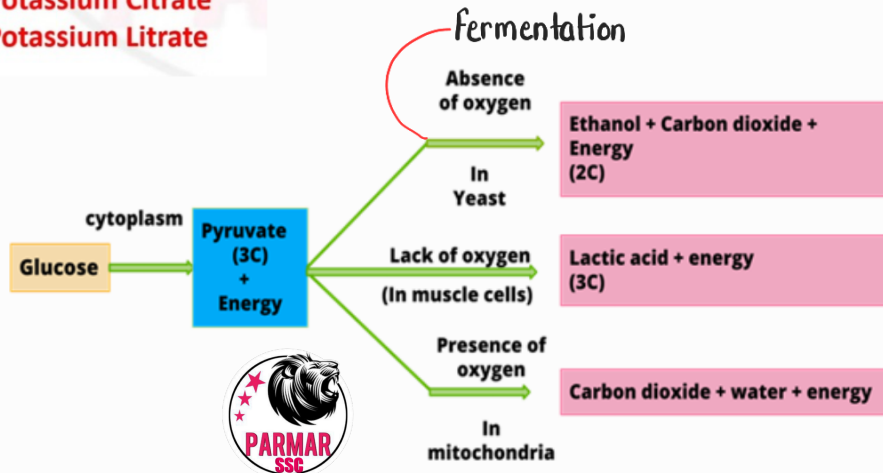 otassium Citrate
Potassium Litrate
Fermentation
Absence
of oxygen
In
Yeast
Ethanol + Carbon dioxide +
Energy
(2C)
cytoplasm
Glucose
Pyruvate
(3C)
+
Energy
Lack of oxygen
(In muscle cells)
Lactic acid + energy
(3C)
Presence of
oxygen
In
mitochondria
Carbon dioxide + water + energy
PARMAR
SSC